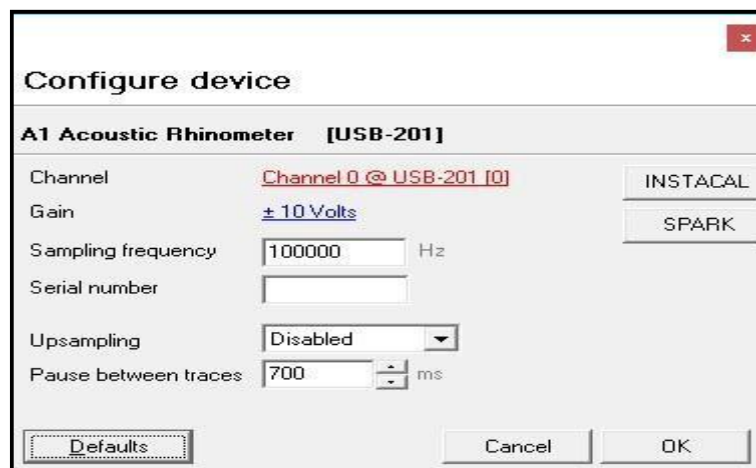 Configure device
A1 Acoustic Rhinometer [USB-201]
Channel Channel 0 @ USB-201 [0] INSTACAL
Gain ± 10 Volts SPARK
Sampling frequency 100000 Hz
Serial number
Upsampling Disabled
Pause between traces 700 ms
Defaults Cancel OK